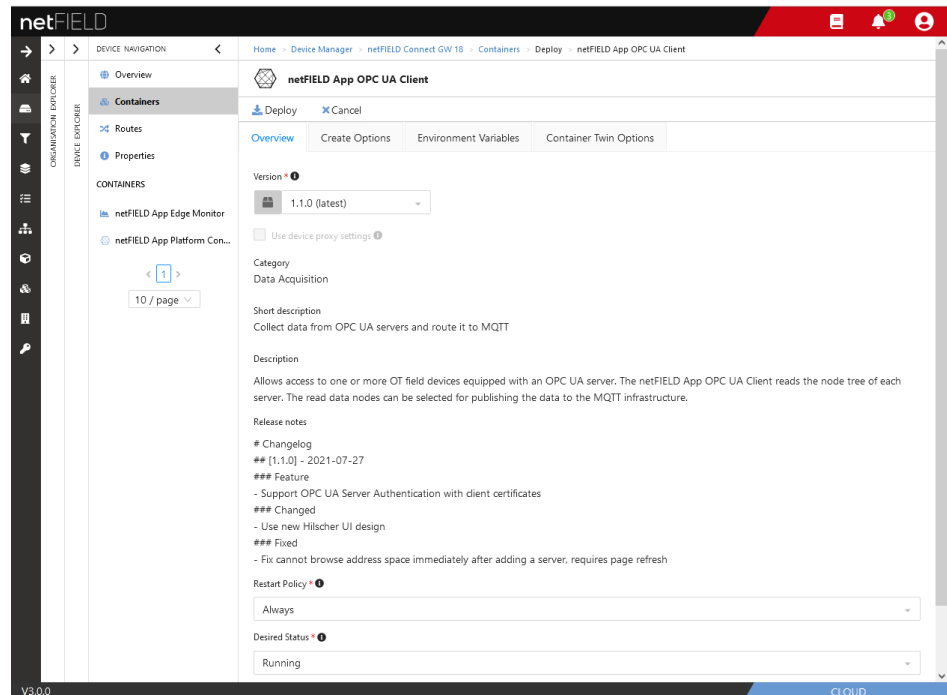 netFIELD
3
DEVICE NAVIGATION
Home > Device Manager > netFIELD Connect GW 18 > Containers > Deploy > netFIELD App OPC UA Client
ORGANISATION EXPLORER
DEVICE EXPLORER
Overview
Containers
Routes
Properties
CONTAINERS
netFIELD App Edge Monitor
netFIELD App Platform Con...
< 1 >
10 / page
netFIELD App OPC UA Client
Deploy
Cancel
Overview
Create Options
Environment Variables
Container Twin Options
Version *
1.1.0 (latest)
Use device proxy settings
Category
Data Acquisition
Short description
Collect data from OPC UA servers and route it to MQTT
Description
Allows access to one or more OT field devices equipped with an OPC UA server. The netFIELD App OPC UA Client reads the node tree of each
server. The read data nodes can be selected for publishing the data to the MQTT infrastructure.
Release notes
# Changelog
## [1.1.0] - 2021-07-27
### Feature
- Support OPC UA Server Authentication with client certificates
### Changed
- Use new Hilscher UI design
### Fixed
- Fix cannot browse address space immediately after adding a server, requires page refresh
Restart Policy *
Always
Desired Status *
Running
V3.0.0
CLOUD